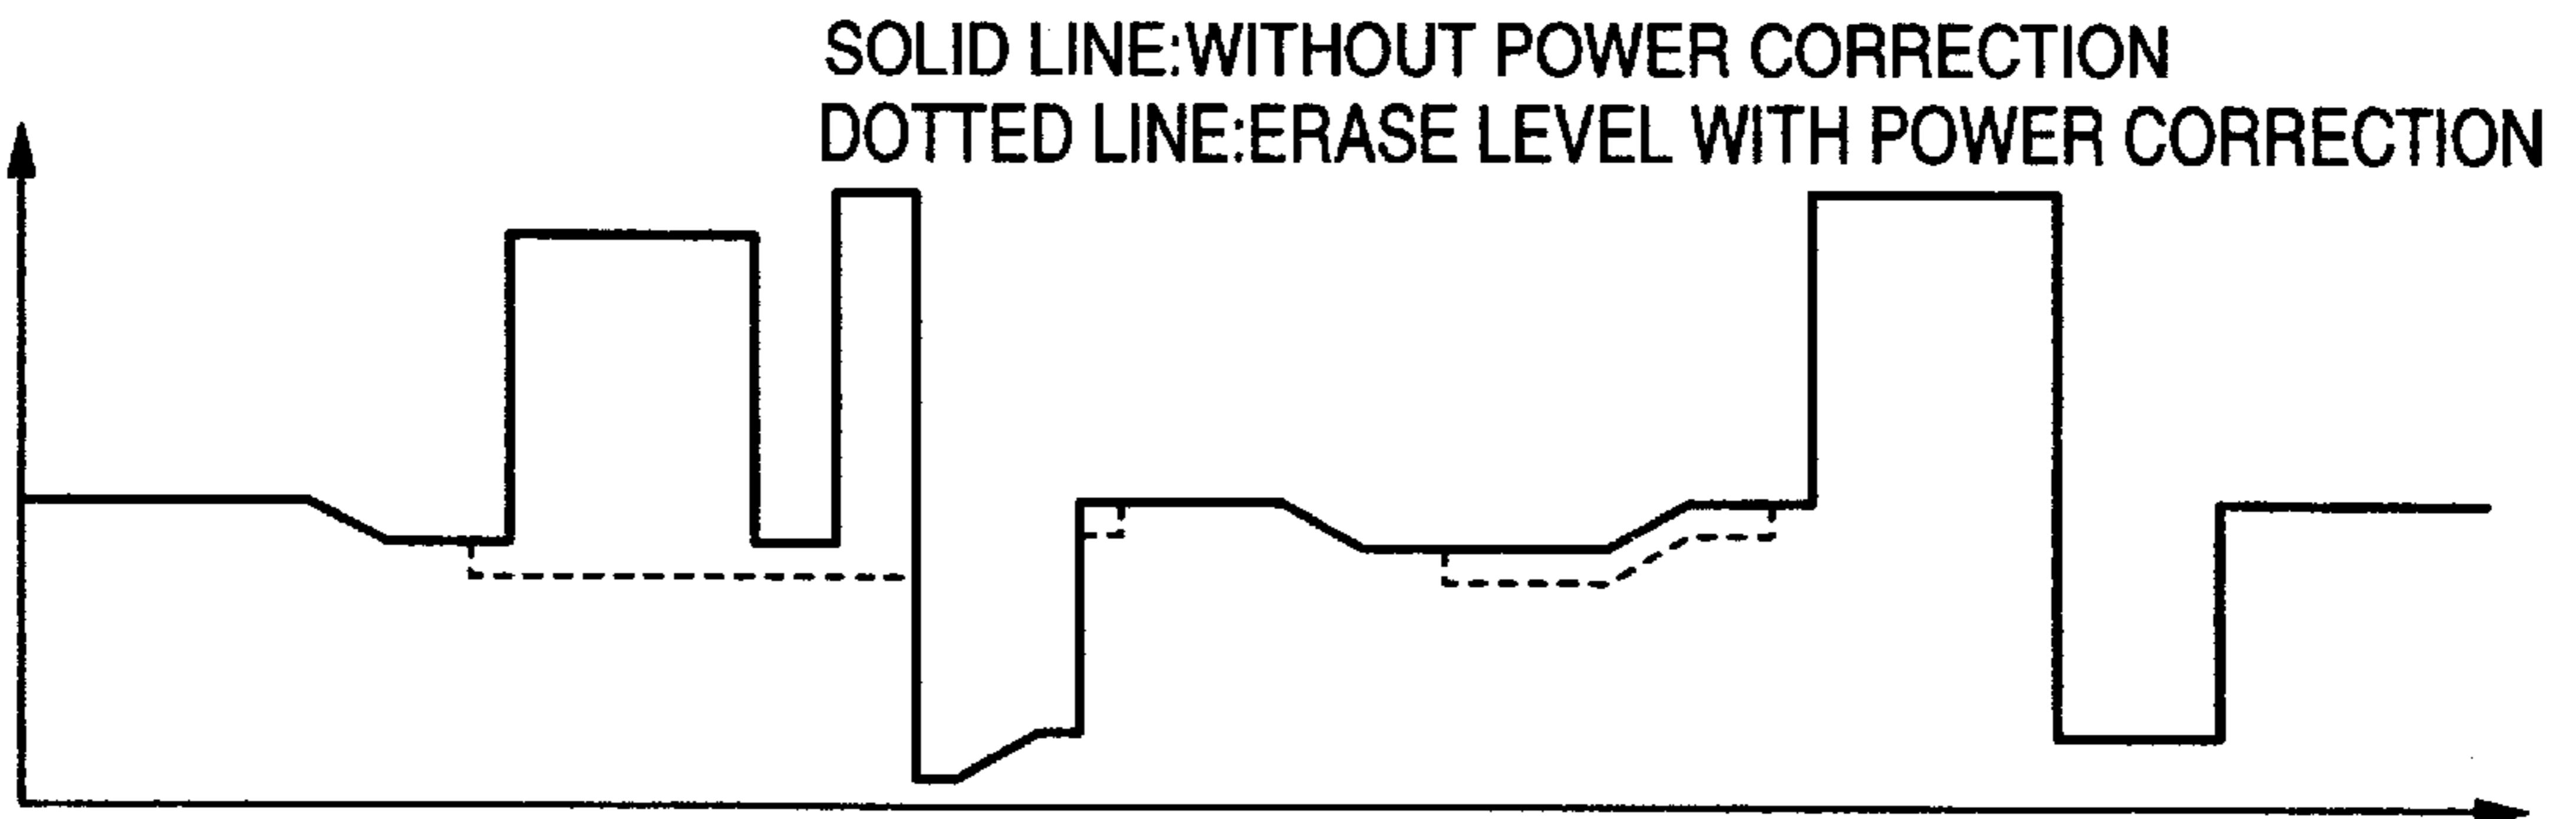 SOLID LINE:WITHOUT POWER CORRECTION
DOTTED LINE:ERASE LEVEL WITH POWER CORRECTION